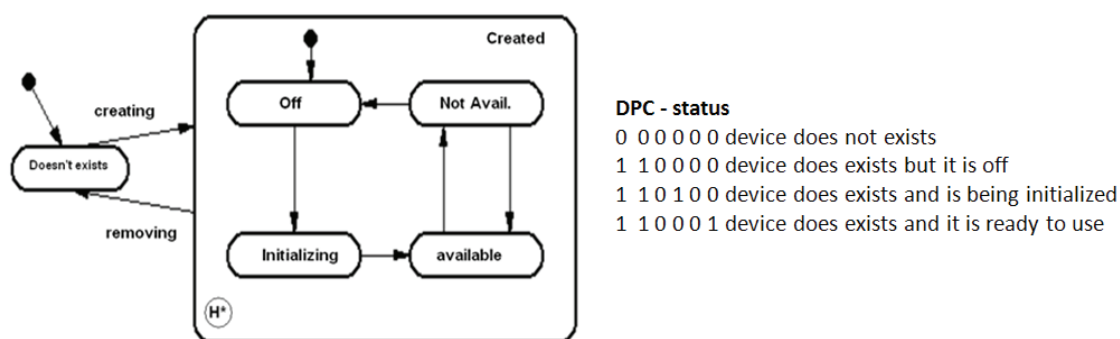 Created
Off
Not Avail.
creating
Doesn't exists
removing
Initializing
available
H*
DPC - status
0 0 0 0 0 0 device does not exists
1 1 0 0 0 0 device does exists but it is off
1 1 0 1 0 0 device does exists and is being initialized
1 1 0 0 0 1 device does exists and it is ready to use